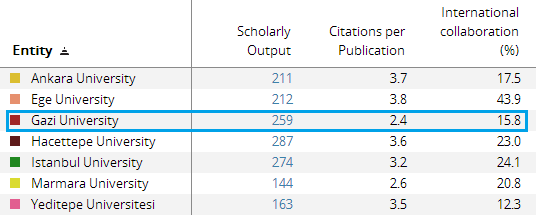 Entity Scholarly Output Citations per Publication International collaboration (%)
Ankara University 211 3.7 17.5
Ege University 212 3.8 43.9
Gazi University 259 2.4 15.8
Hacettepe University 287 3.6 23.0
Istanbul University 274 3.2 24.1
Marmara University 144 2.6 20.8
Yeditepe Universitesi 163 3.5 12.3